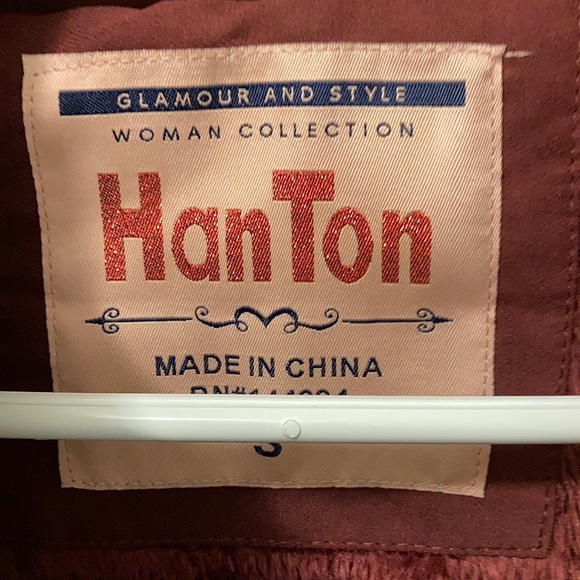 GLAMOUR AND STYLE
WOMAN COLLECTION
HanTon
MADE IN CHINA
S